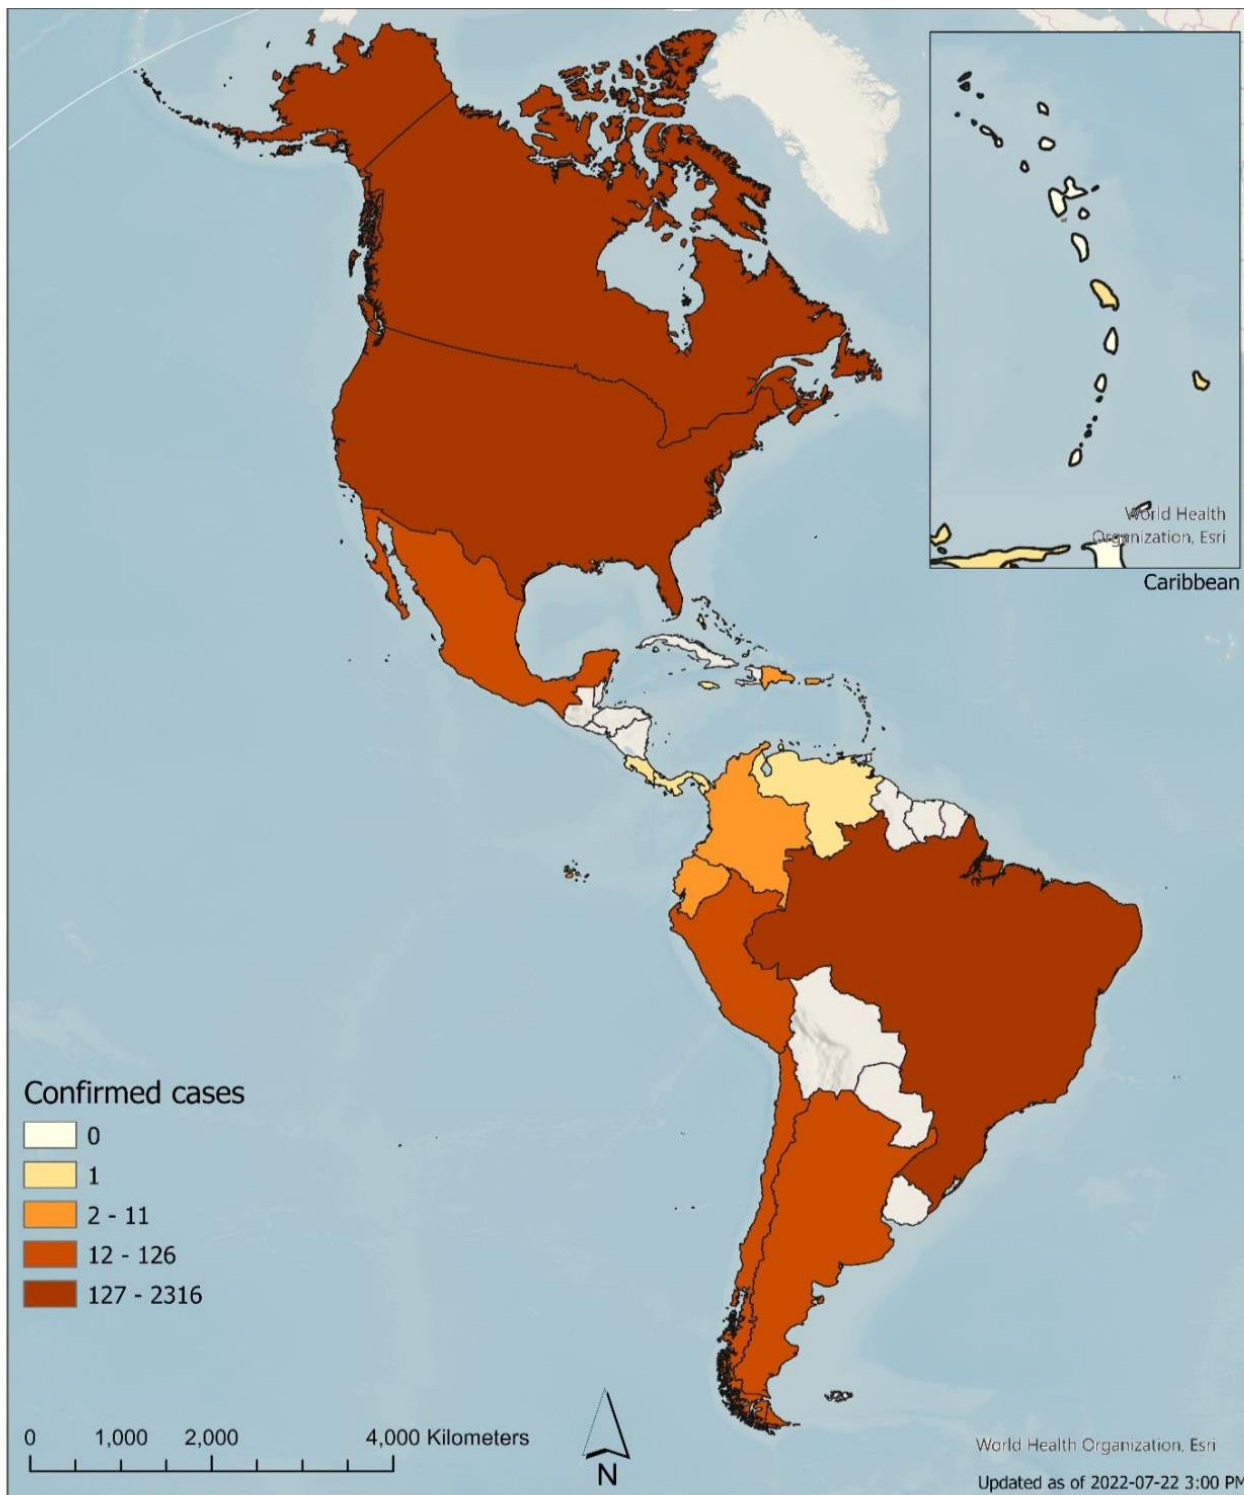 World Health
Organization, Esri
Caribbean
Confirmed cases
0
1
2 - 11
12 - 126
127 - 2316
0 1,000 2,000 4,000 Kilometers
N
World Health Organization, Esri
Updated as of 2022-07-22 3:00 PM